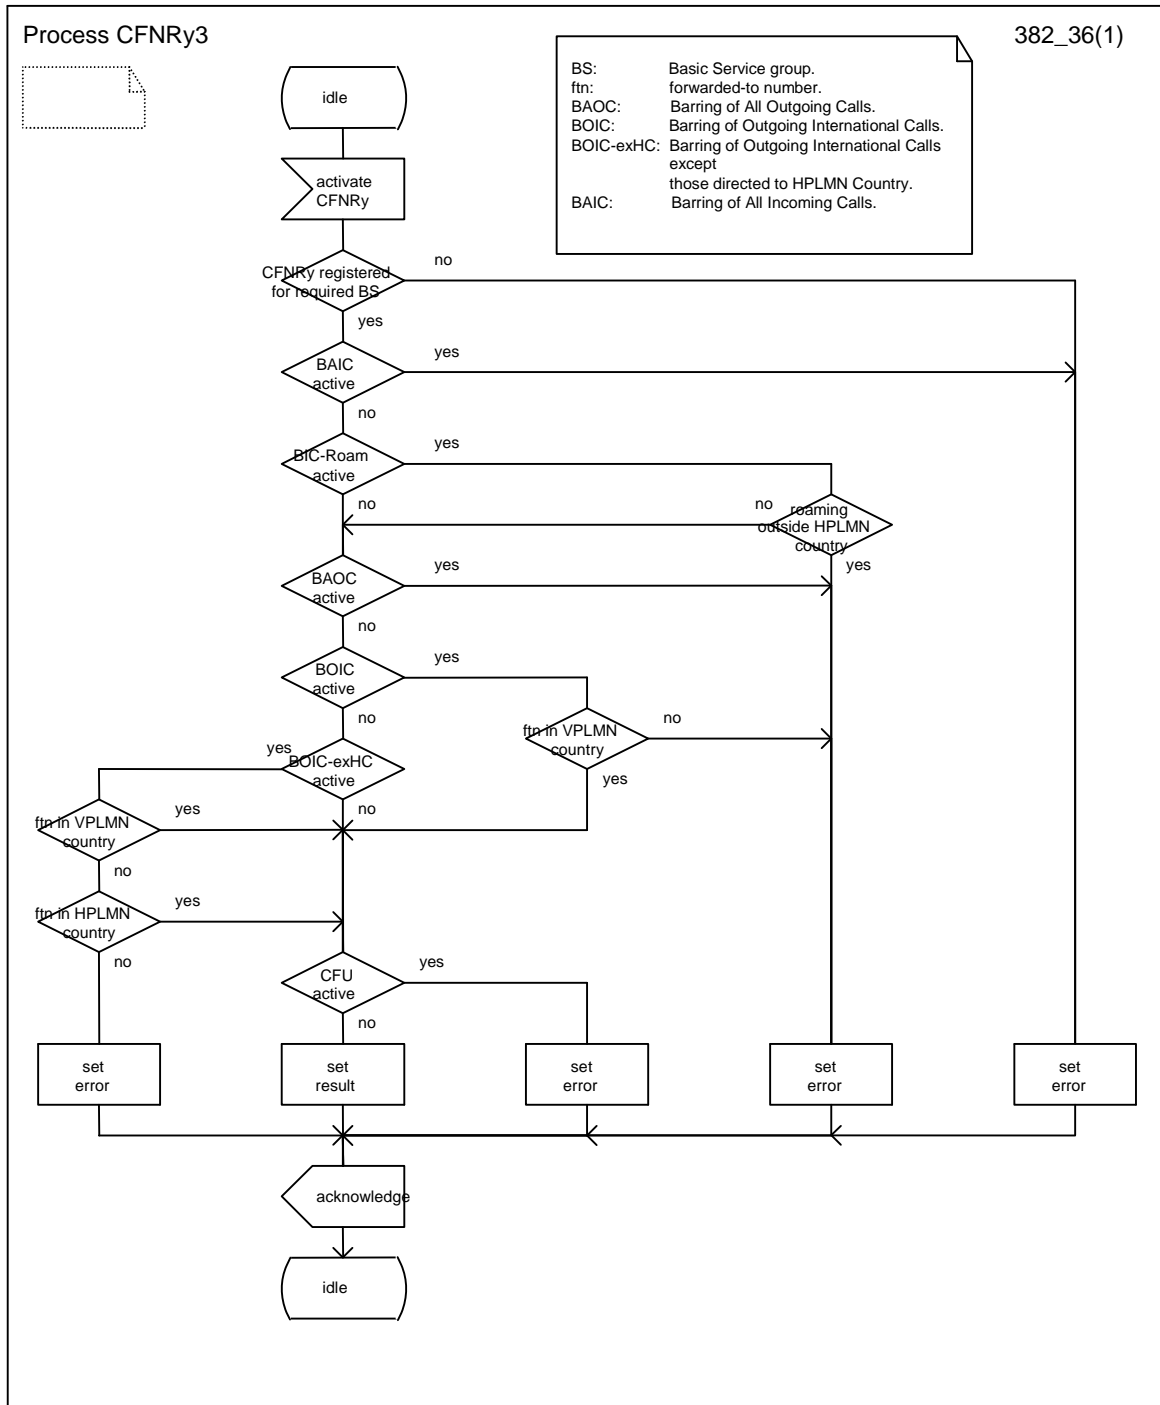 Process CFNRy3
382_36(1)
BS: Basic Service group.
ftn: forwarded-to number.
BAOC: Barring of All Outgoing Calls.
BOIC: Barring of Outgoing International Calls.
BOIC-exHC: Barring of Outgoing International Calls
except
those directed to HPLMN Country.
BAIC: Barring of All Incoming Calls.
idle
activate
CFNRy
CFNRy registered
for required BS
no
yes
BAIC
active
yes
no
BIC-Roam
active
yes
no
roaming
outside HPLMN
country
no
yes
BAOC
active
yes
no
BOIC
active
yes
no
ftn in VPLMN
country
no
yes
BOIC-exHC
active
yes
no
ftn in VPLMN
country
yes
no
ftn in HPLMN
country
yes
no
CFU
active
yes
no
set
error
set
result
set
error
set
error
set
error
acknowledge
idle